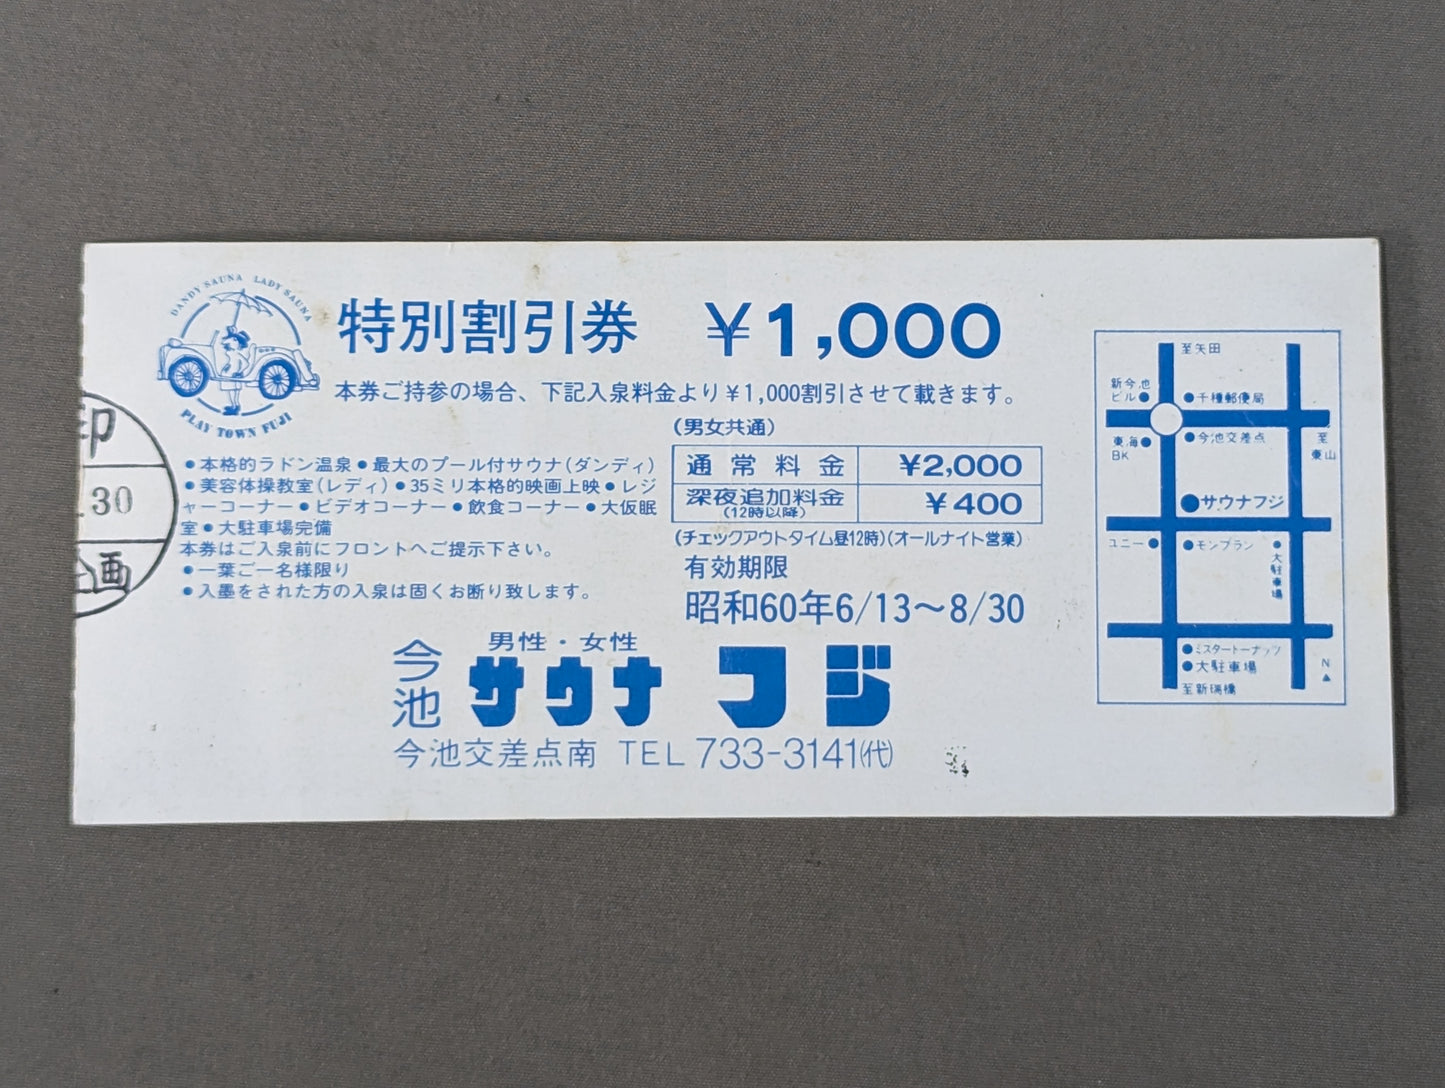 DANDY SAUNA LADY SAUNA
PLAY TOWN FUJI
特別割引券 ¥1,000
本券ご持参の場合、下記入泉料金より¥1,000割引させて戴きます。
(男女共通)
通常料金 ¥2,000
深夜追加料金 ¥400
(12時以降)
(チェックアウトタイム昼12時)(オールナイト営業)
有効期限
昭和60年6/13〜8/30
●本格的ラドン温泉●最大のプール付サウナ(ダンディ)
●美容体操教室(レディ)●35ミリ本格的映画上映●レジ
ャーコーナー●ビデオコーナー●飲食コーナー●大仮眠
室●大駐車場完備
本券はご入泉前にフロントへご提示下さい。
●一葉ご一名様限り
●入墨をされた方の入泉は固くお断り致します。
印
.30
画
男性・女性
今池 サウナ フジ
今池交差点南 TEL 733-3141(代)
至矢田
新今池
ビル●
●千種郵便局
東海●
BK
●今池交差点
至
東山
●サウナフジ
ユニー●
●モンブラン
●大駐車場
●ミスタードーナッツ
●大駐車場
至新瑞橋
N
▲